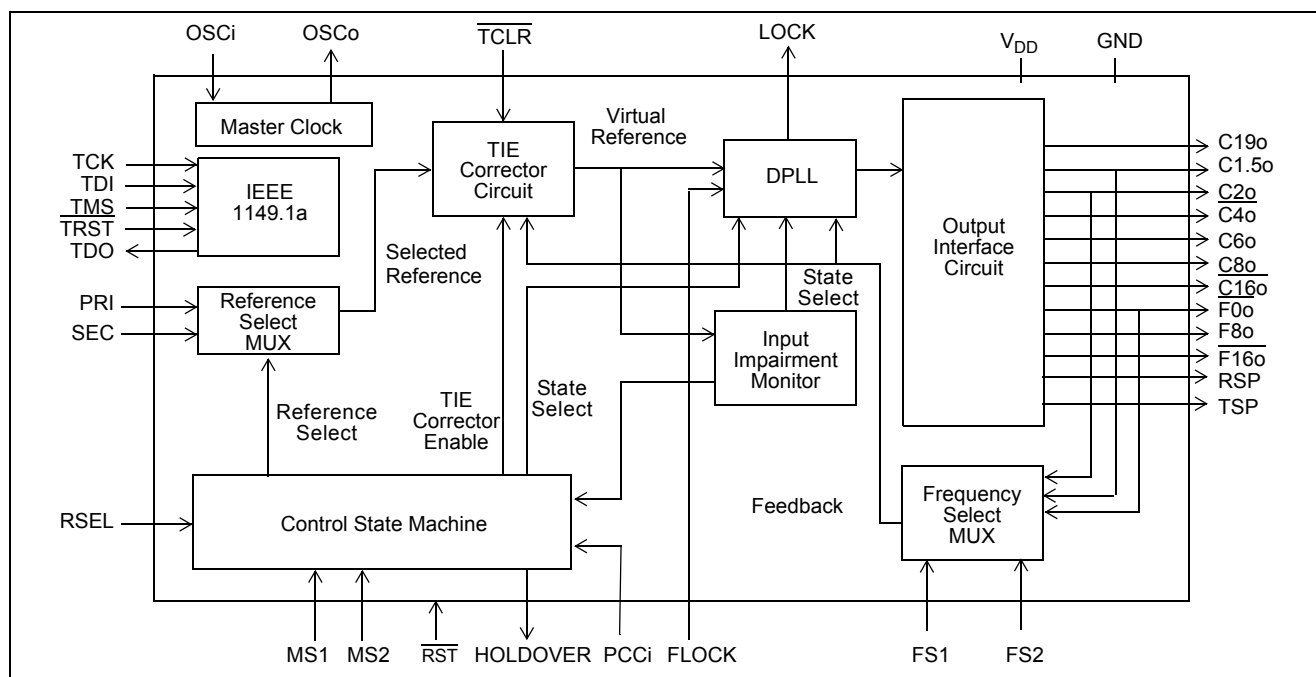 OSCi
OSCo
TCLR
LOCK
VDD
GND
Master Clock
TCK
TDI
TMS
TRST
TDO
IEEE
1149.1a
TIE
Corrector
Circuit
Virtual
Reference
DPLL
Output
Interface
Circuit
C19o
C1.5o
C2o
C4o
C6o
C8o
C16o
F0o
F8o
F16o
RSP
TSP
PRI
SEC
Reference
Select
MUX
Selected
Reference
State
Select
Input
Impairment
Monitor
Reference
Select
TIE
Corrector
Enable
State
Select
RSEL
Control State Machine
Feedback
Frequency
Select
MUX
MS1
MS2
RST
HOLDOVER
PCCi
FLOCK
FS1
FS2